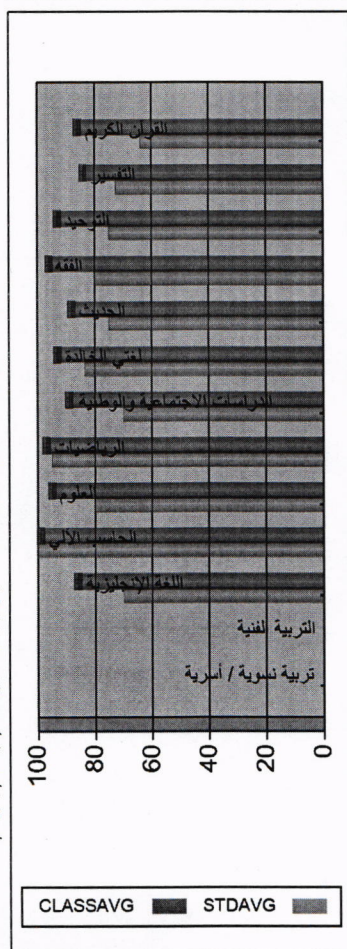 القرآن الكريم
التفسير
التوحيد
الفقه
الحديث
لغتي الخالدة
الدراسات الاجتماعية والوطنية
الرياضيات
العلوم
الحاسب الآلي
اللغة الإنجليزية
التربية الفنية
تربية نسوية / أسرية
100
80
60
40
20
0
CLASSAVG STDAVG